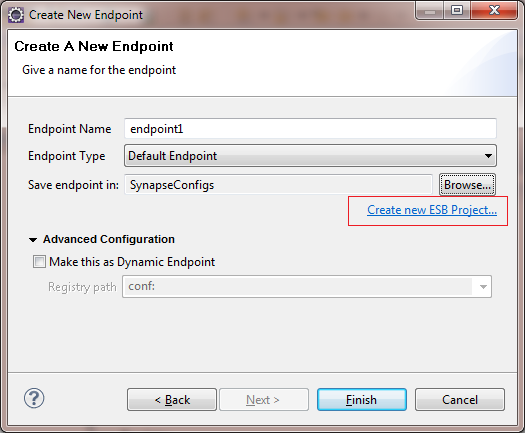 Create New Endpoint
Create A New Endpoint
Give a name for the endpoint
Endpoint Name endpoint1
Endpoint Type Default Endpoint
Save endpoint in: SynapseConfigs Browse...
Create new ESB Project...
Advanced Configuration
Make this as Dynamic Endpoint
Registry path conf:
? < Back Next > Finish Cancel